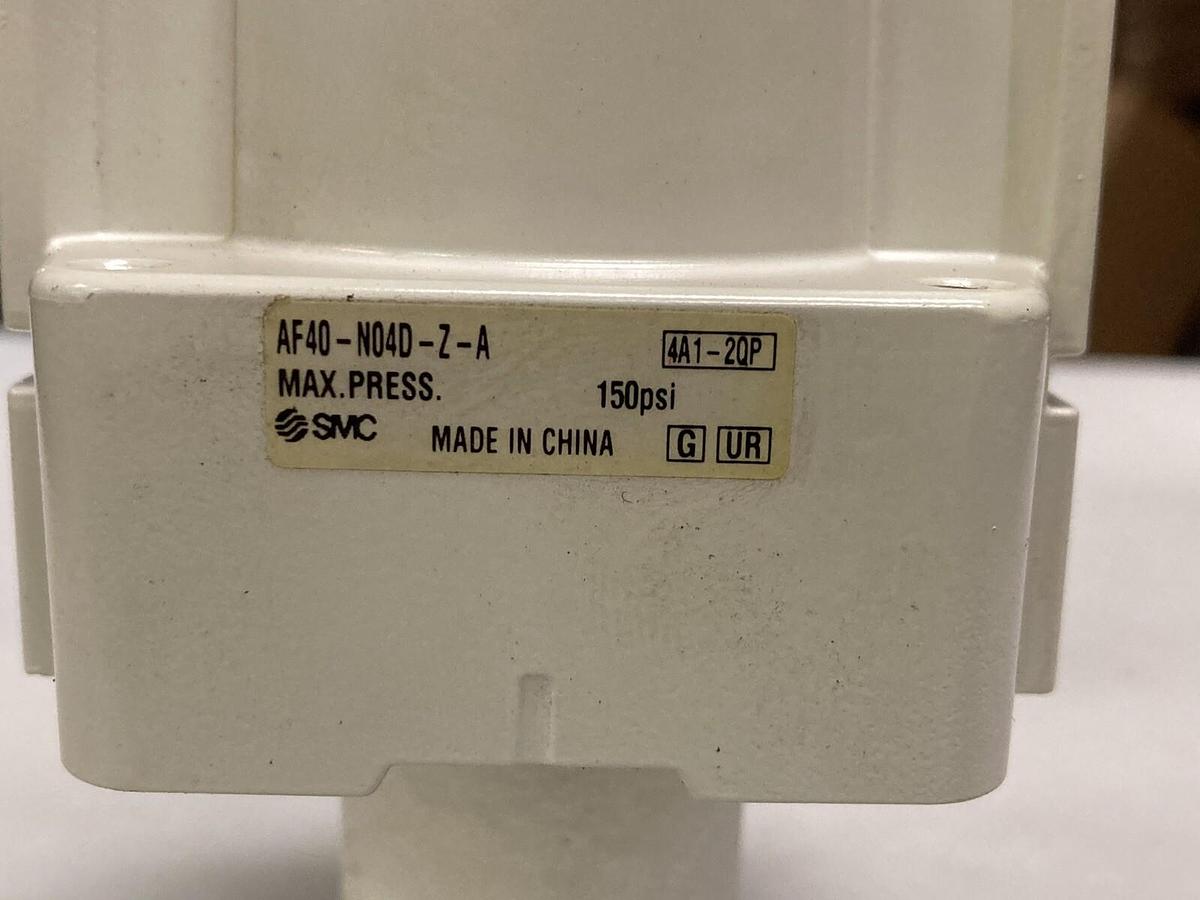 AF40-N04D-Z-A 4A1-2QP
MAX.PRESS. 150psi
SMC MADE IN CHINA G UR